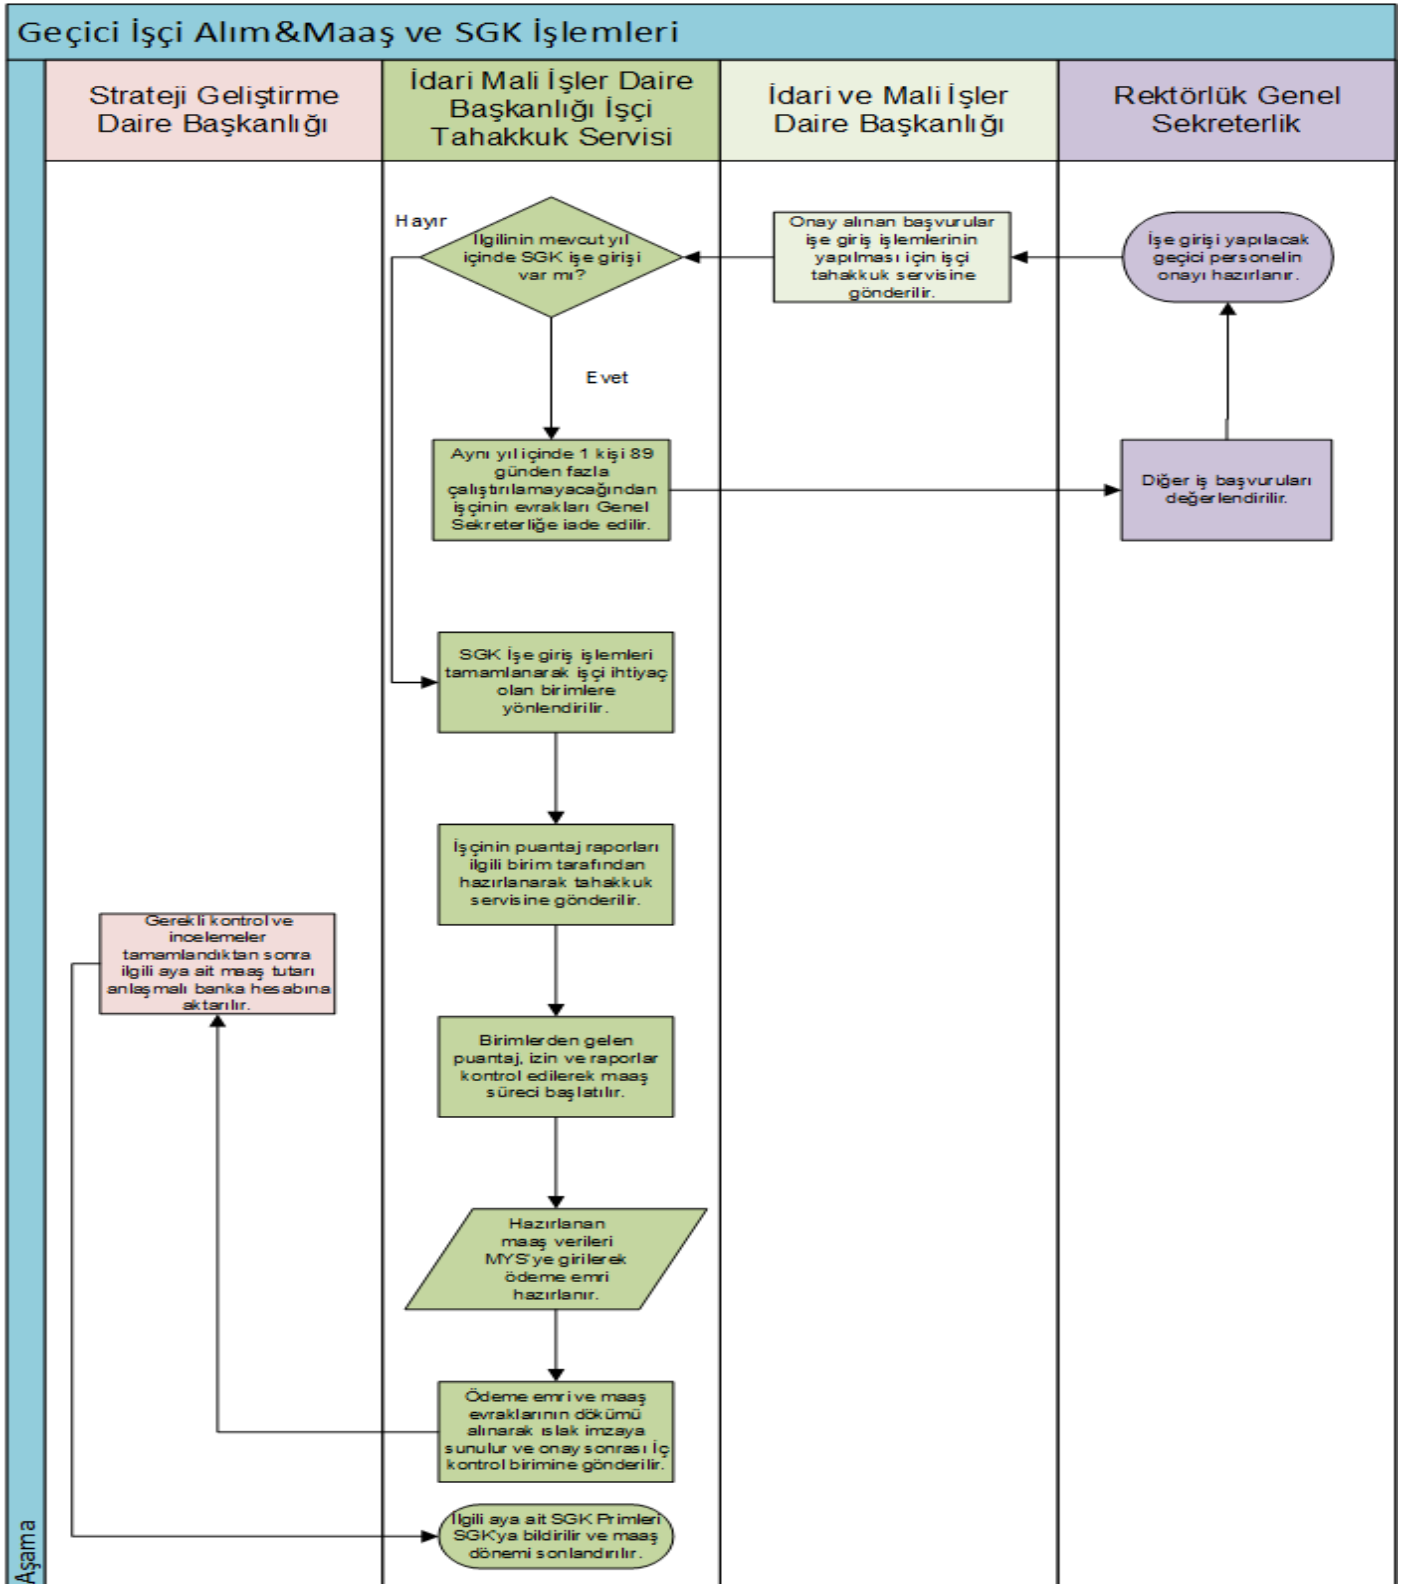 Geçici İşçi Alım&Maaş ve SGK İşlemleri
Strateji Geliştirme
Daire Başkanlığı
İdari Mali İşler Daire
Başkanlığı İşçi
Tahakkuk Servisi
İdari ve Mali İşler
Daire Başkanlığı
Rektörlük Genel
Sekreterlik
İşe girişi yapılacak
geçici personelin
onayı hazırlanır.
Onay alınan başvurular
işe giriş işlemlerinin
yapılması için işçi
tahakkuk servisine
gönderilir.
İlgilinin mevcut yıl
içinde SGK işe girişi
var mı?
Hayır
Evet
Aynı yıl içinde 1 kişi 89
günden fazla
çalıştırılamayacağından
işçinin evrakları Genel
Sekreterliğe iade edilir.
Diğer iş başvuruları
değerlendirilir.
SGK İşe giriş işlemleri
tamamlanarak işçi ihtiyaç
olan birimlere
yönlendirilir.
İşçinin puantaj raporları
ilgili birim tarafından
hazırlanarak tahakkuk
servisine gönderilir.
Birimlerden gelen
puantaj, izin ve raporlar
kontrol edilerek maaş
süreci başlatılır.
Hazırlanan
maaş verileri
MYS'ye girilerek
ödeme emri
hazırlanır.
Ödeme emri ve maaş
evraklarının dökümü
alınarak ıslak imzaya
sunulur ve onay sonrası İç
kontrol birimine gönderilir.
Gerekli kontrol ve
incelemeler
tamamlandıktan sonra
ilgili aya ait maaş tutarı
anlaşmalı banka hesabına
aktarılır.
İlgili aya ait SGK Primleri
SGK'ya bildirilir ve maaş
dönemi sonlandırılır.
Aşama